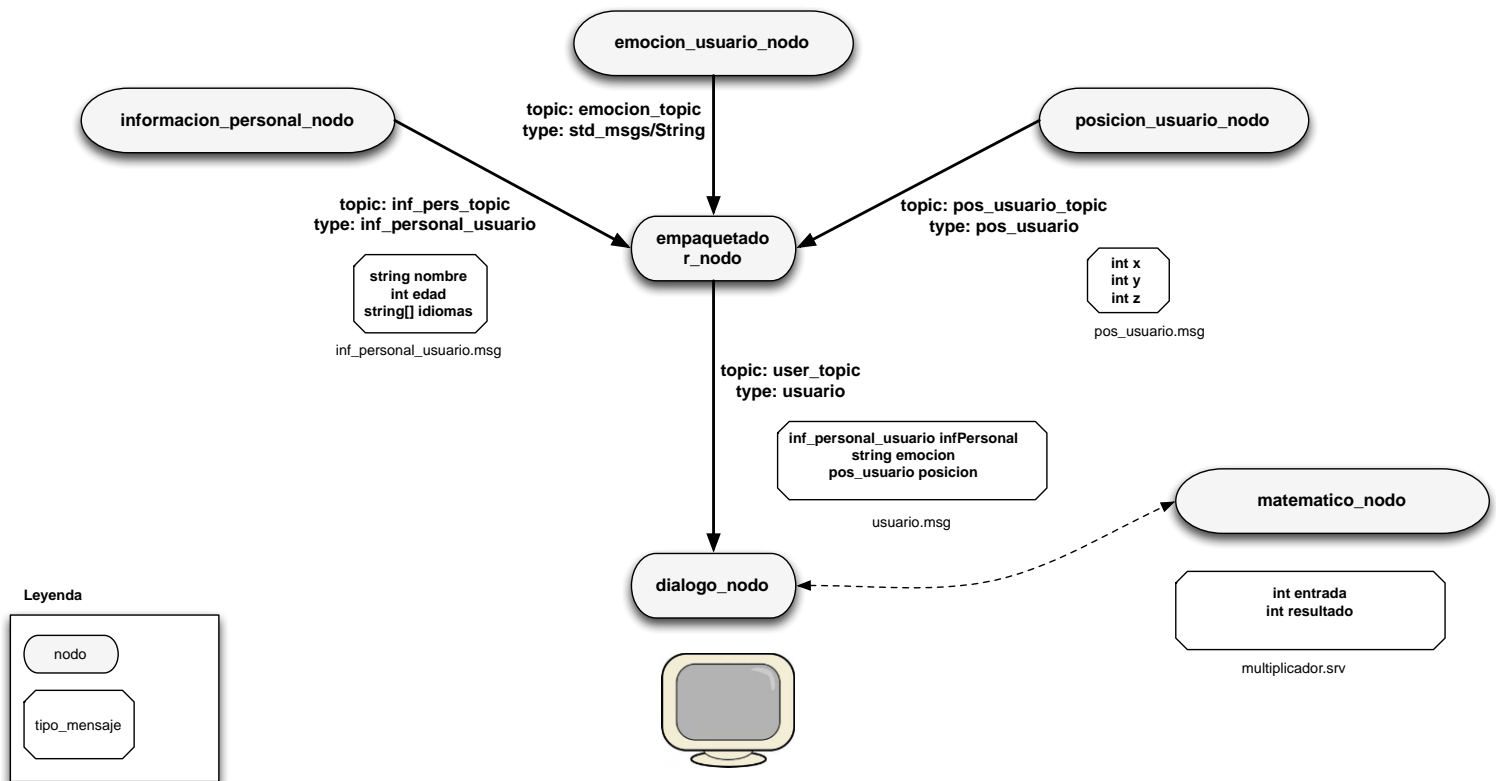 emocion_usuario_nodo
informacion_personal_nodo
topic: emocion_topic
type: std_msgs/String
posicion_usuario_nodo
topic: inf_pers_topic
type: inf_personal_usuario
empaquetado
r_nodo
topic: pos_usuario_topic
type: pos_usuario
string nombre
int edad
string[] idiomas
inf_personal_usuario.msg
int x
int y
int z
pos_usuario.msg
topic: user_topic
type: usuario
inf_personal_usuario infPersonal
string emocion
pos_usuario posicion
usuario.msg
matematico_nodo
dialogo_nodo
int entrada
int resultado
multiplicador.srv
Leyenda
nodo
tipo_mensaje